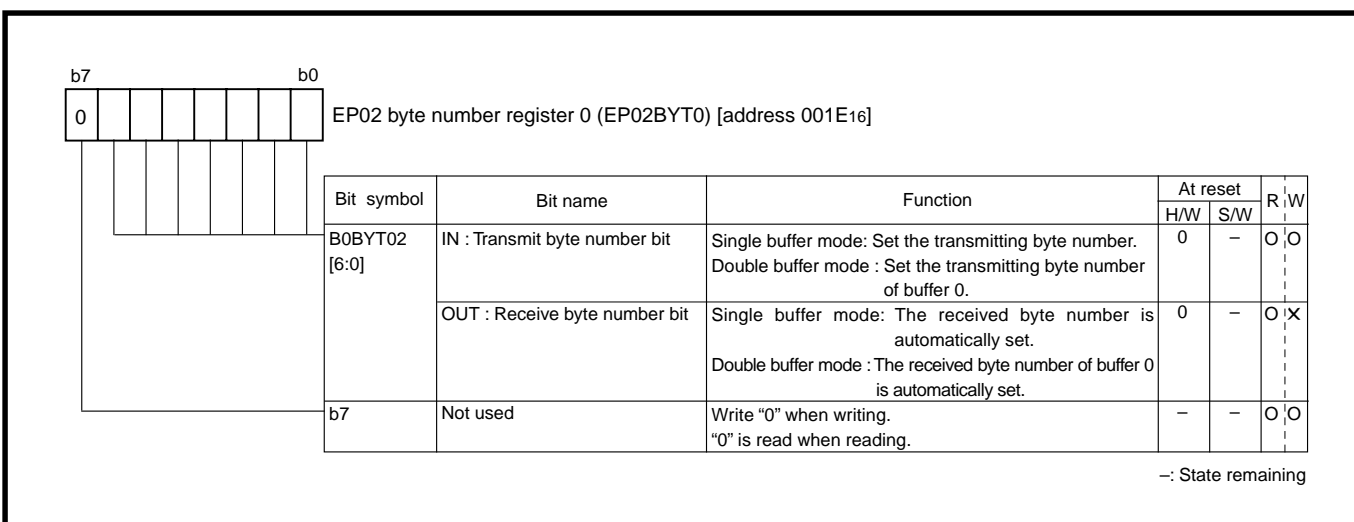 b7 b0
0 EP02 byte number register 0 (EP02BYT0) [address 001E16]
Bit symbol Bit name Function At reset R W
H/W S/W
B0BYT02 IN : Transmit byte number bit Single buffer mode: Set the transmitting byte number. 0 – O O
[6:0] Double buffer mode : Set the transmitting byte number
of buffer 0.
OUT : Receive byte number bit Single buffer mode: The received byte number is 0 – O ×
automatically set.
Double buffer mode : The received byte number of buffer 0
is automatically set.
b7 Not used Write “0” when writing. – – O O
“0” is read when reading.
–: State remaining